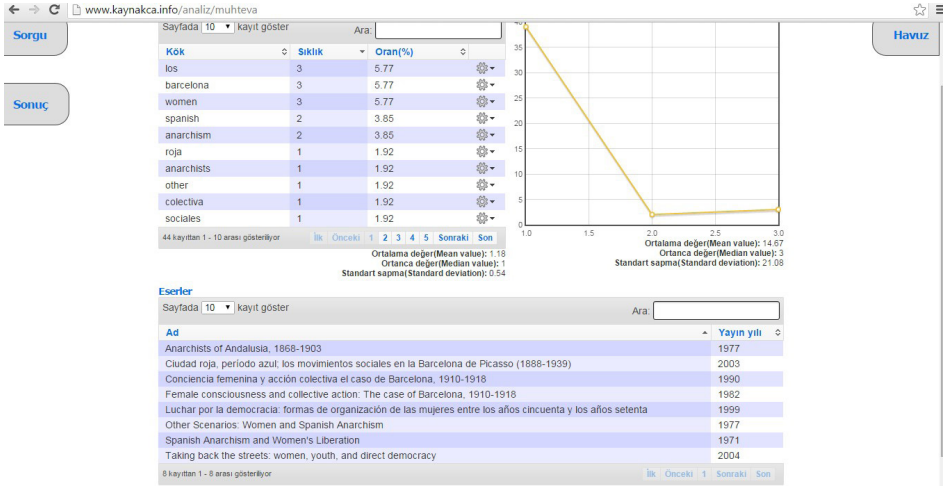 www.kaynakca.info/analiz/muhteva
Sorgu
Sonuç
Havuz
Sayfada 10 kayıt göster Ara:
Kök Sıklık Oran(%)
los 3 5.77
barcelona 3 5.77
women 3 5.77
spanish 2 3.85
anarchism 2 3.85
roja 1 1.92
anarchists 1 1.92
other 1 1.92
colectiva 1 1.92
sociales 1 1.92
44 kayıttan 1 - 10 arası gösteriliyor İlk Önceki 1 2 3 4 5 Sonraki Son
Ortalama değer(Mean value): 1.18
Ortanca değer(Median value): 1
Standart sapma(Standard deviation): 0.54
40
35
30
25
20
15
10
5
0
1.0 1.5 2.0 2.5 3.0
Ortalama değer(Mean value): 14.67
Ortanca değer(Median value): 3
Standart sapma(Standard deviation): 21.08
Eserler
Sayfada 10 kayıt göster Ara:
Ad Yayın yılı
Anarchists of Andalusia, 1868-1903 1977
Ciudad roja, período azul; los movimientos sociales en la Barcelona de Picasso (1888-1939) 2003
Conciencia femenina y acción colectiva el caso de Barcelona, 1910-1918 1990
Female consciousness and collective action: The case of Barcelona, 1910-1918 1982
Luchar por la democracia: formas de organización de las mujeres entre los años cincuenta y los años setenta 1999
Other Scenarios: Women and Spanish Anarchism 1977
Spanish Anarchism and Women's Liberation 1971
Taking back the streets: women, youth, and direct democracy 2004
8 kayıttan 1 - 8 arası gösteriliyor İlk Önceki 1 Sonraki Son